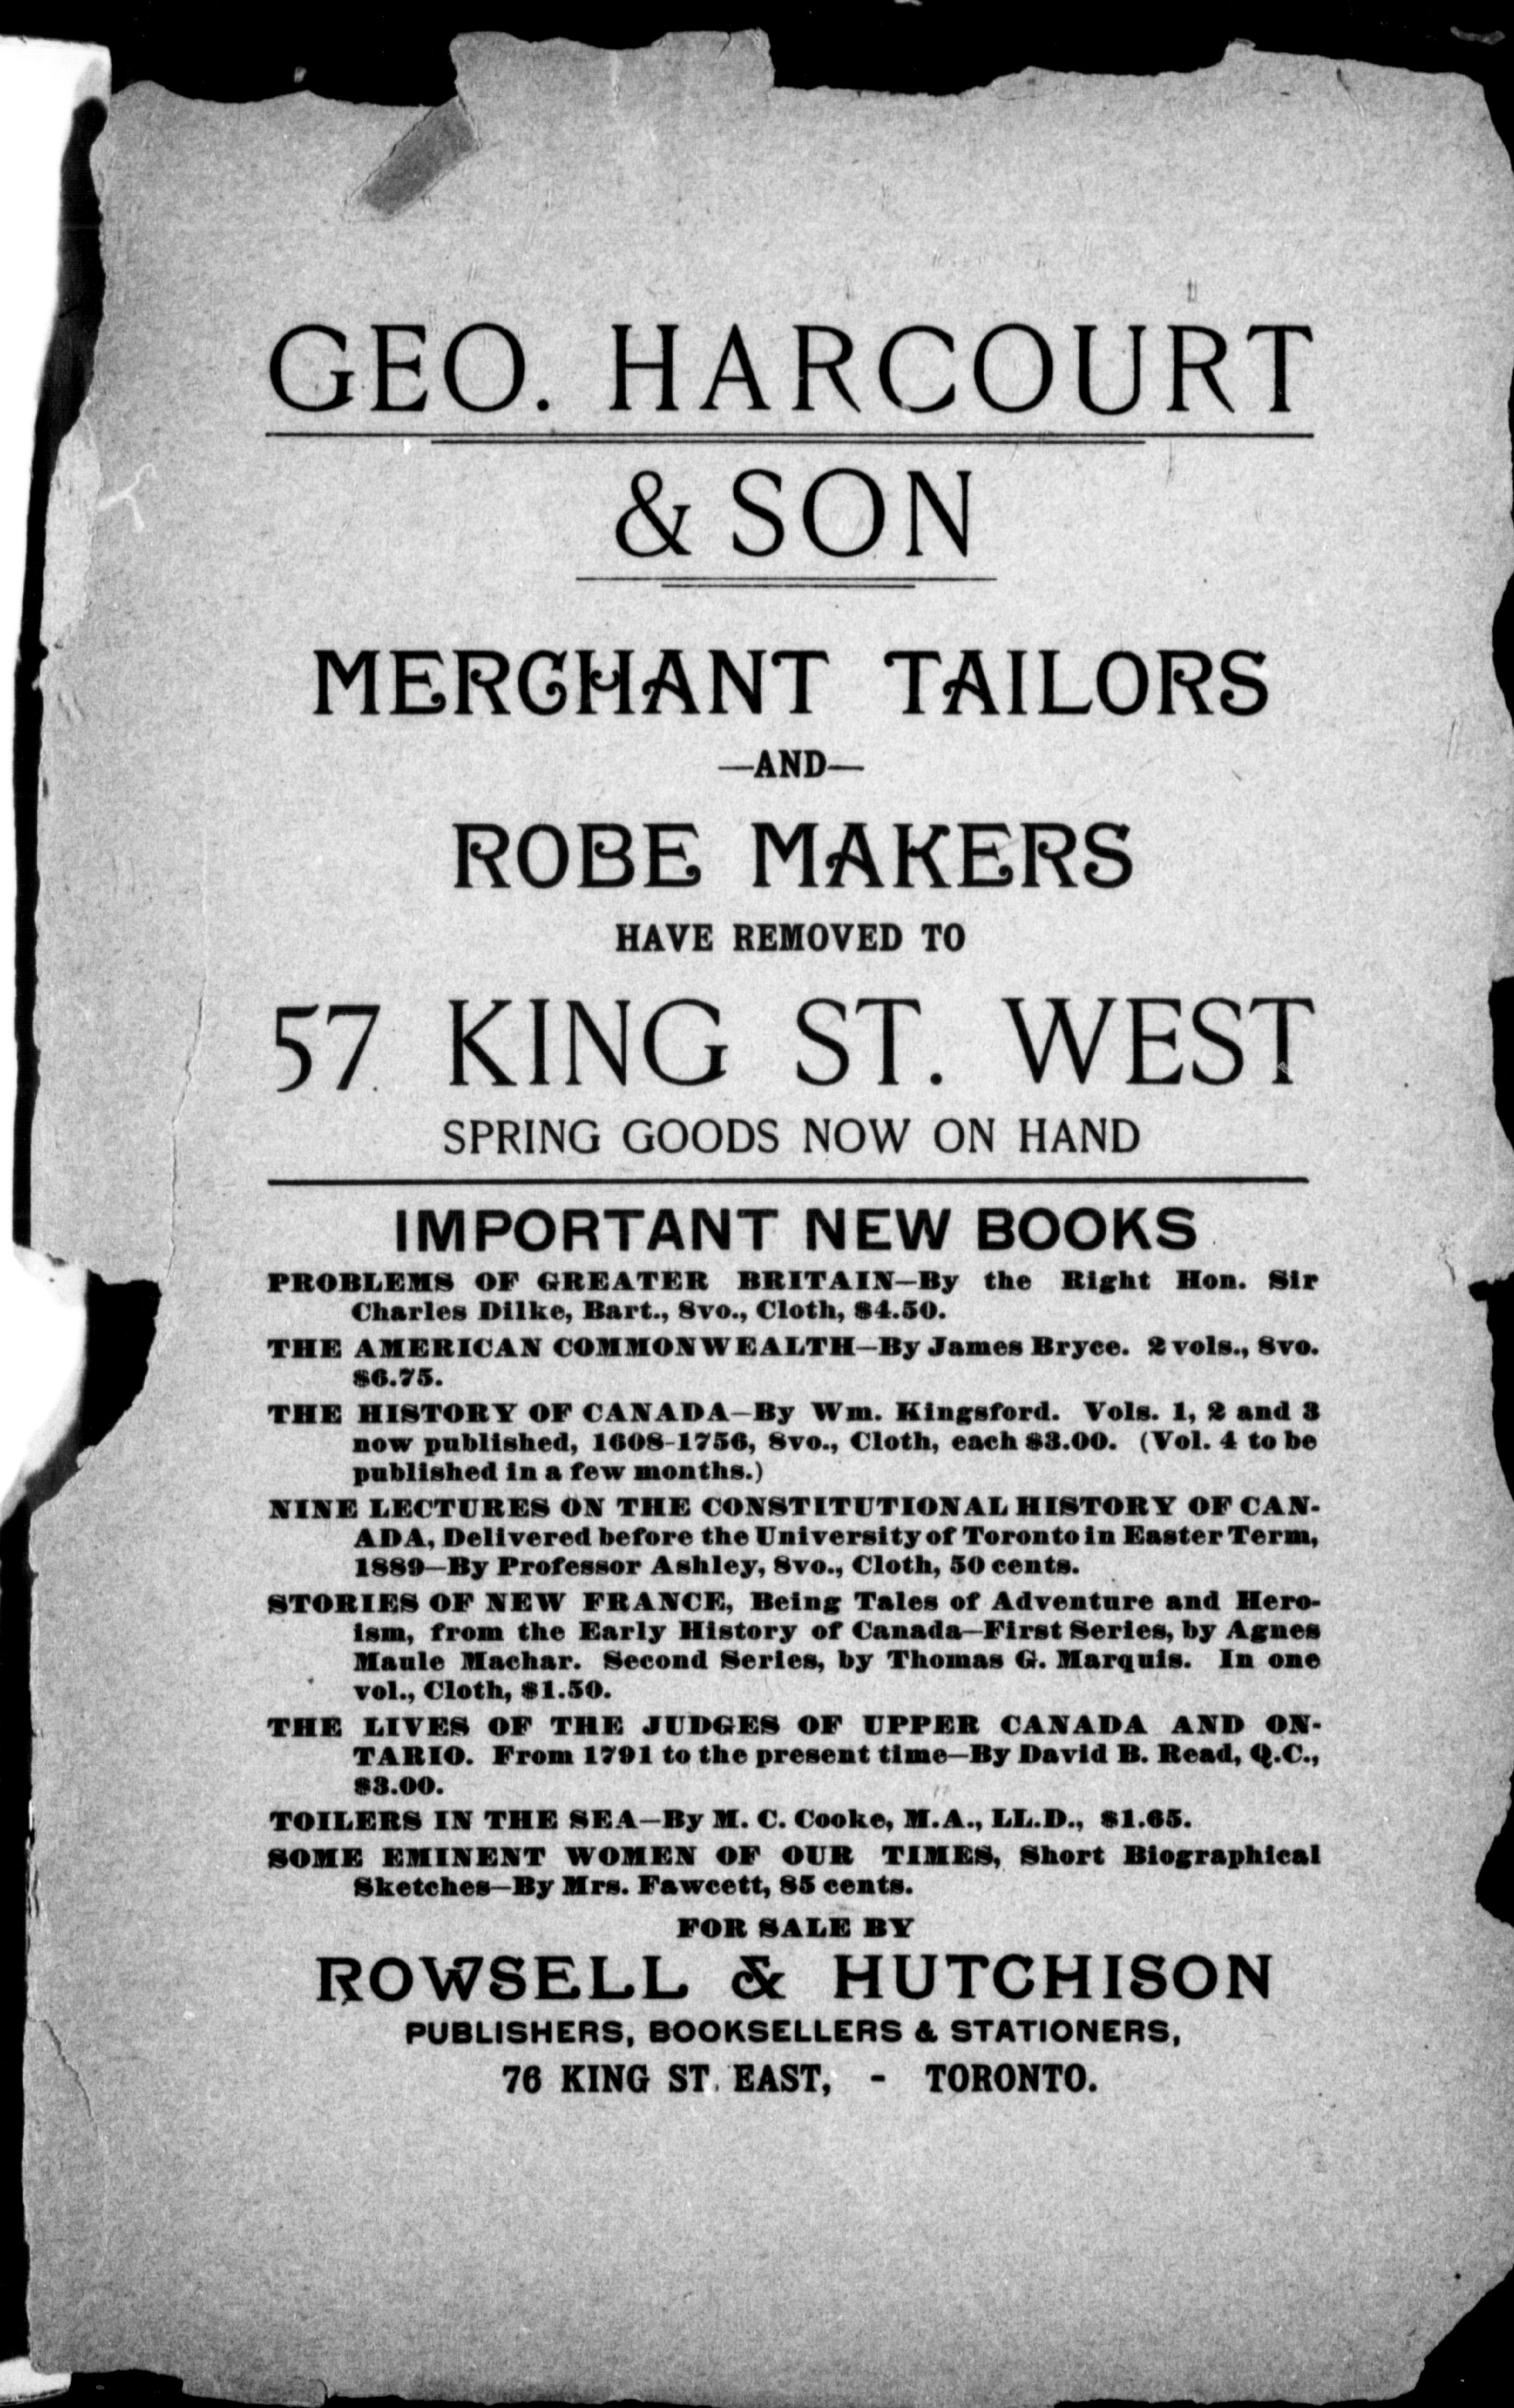 GEO. HARCOURT
& SON
MERCHANT TAILORS
—AND—
ROBE MAKERS
HAVE REMOVED TO
57 KING ST. WEST
SPRING GOODS NOW ON HAND
IMPORTANT NEW BOOKS
PROBLEMS OF GREATER BRITAIN—By the Right Hon. Sir
Charles Dilke, Bart., 8vo., Cloth, $4.50.
THE AMERICAN COMMONWEALTH—By James Bryce. 2 vols., 8vo.
$6.75.
THE HISTORY OF CANADA—By Wm. Kingsford. Vols. 1, 2 and 3
now published, 1608-1756, 8vo., Cloth, each $3.00. (Vol. 4 to be
published in a few months.)
NINE LECTURES ON THE CONSTITUTIONAL HISTORY OF CAN-
ADA, Delivered before the University of Toronto in Easter Term,
1889—By Professor Ashley, 8vo., Cloth, 50 cents.
STORIES OF NEW FRANCE, Being Tales of Adventure and Hero-
ism, from the Early History of Canada—First Series, by Agnes
Maule Machar. Second Series, by Thomas G. Marquis. In one
vol., Cloth, $1.50.
THE LIVES OF THE JUDGES OF UPPER CANADA AND ON-
TARIO. From 1791 to the present time—By David B. Read, Q.C.,
$3.00.
TOILERS IN THE SEA—By M. C. Cooke, M.A., LL.D., $1.65.
SOME EMINENT WOMEN OF OUR TIMES, Short Biographical
Sketches—By Mrs. Fawcett, 85 cents.
FOR SALE BY
ROWSELL & HUTCHISON
PUBLISHERS, BOOKSELLERS & STATIONERS,
76 KING ST. EAST, - TORONTO.